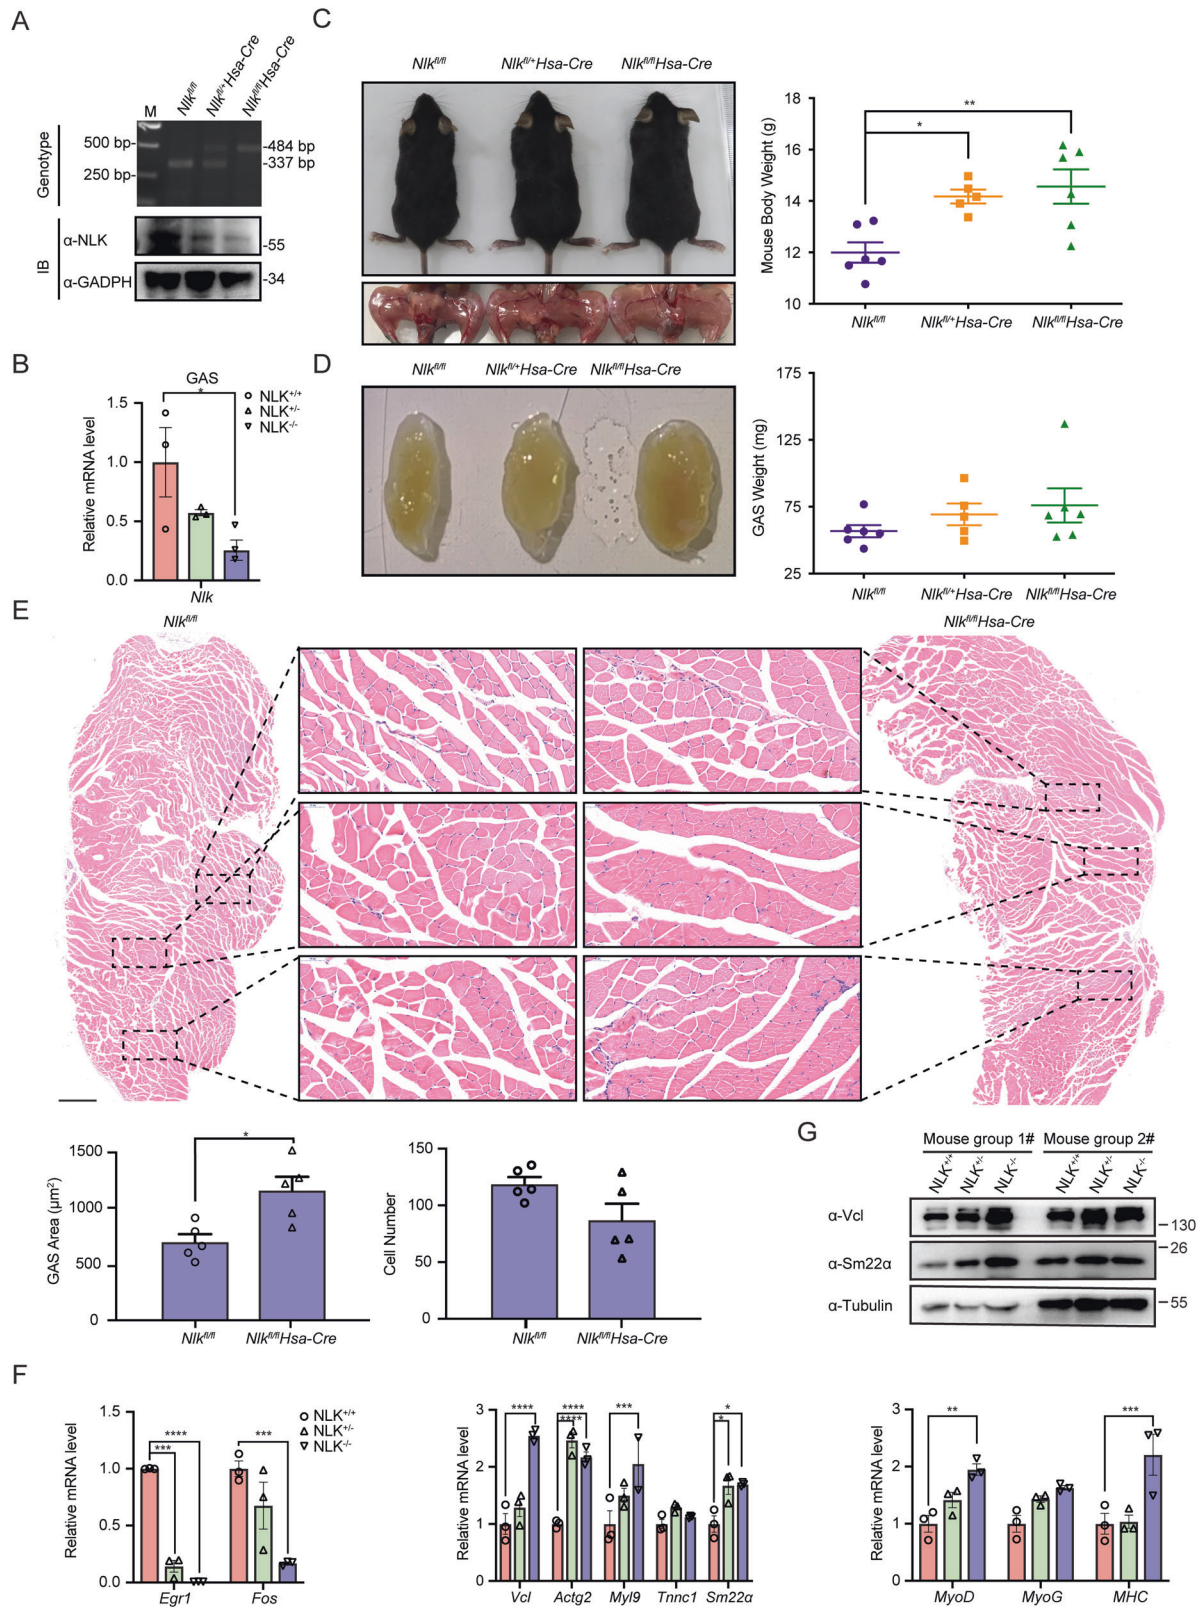 A
M
Nlk^fl/fl
Nlk^fl/+Hsa-Cre
Nlk^fl/flHsa-Cre
Genotype
500 bp-
250 bp-
-484 bp
-337 bp
IB
α-NLK
-55
α-GADPH
-34
B
GAS
*
NLK^+/+
NLK^+/-
NLK^-/-
Relative mRNA level
1.5
1.0
0.5
0.0
Nlk
C
Nlk^fl/fl
Nlk^fl/+Hsa-Cre
Nlk^fl/flHsa-Cre
Mouse Body Weight (g)
18
16
14
12
10
**
*
Nlk^fl/fl
Nlk^fl/+Hsa-Cre
Nlk^fl/flHsa-Cre
D
Nlk^fl/fl
Nlk^fl/+Hsa-Cre
Nlk^fl/flHsa-Cre
GAS Weight (mg)
175
125
75
25
Nlk^fl/fl
Nlk^fl/+Hsa-Cre
Nlk^fl/flHsa-Cre
E
Nlk^fl/fl
Nlk^fl/flHsa-Cre
GAS Area (µm²)
1500
1000
500
0
*
Nlk^fl/fl
Nlk^fl/flHsa-Cre
Cell Number
150
100
50
0
Nlk^fl/fl
Nlk^fl/flHsa-Cre
G
Mouse group 1#
Mouse group 2#
NLK^+/+
NLK^+/-
NLK^-/-
NLK^+/+
NLK^+/-
NLK^-/-
α-Vcl
130
α-Sm22α
26
α-Tubulin
55
F
Relative mRNA level
1.5
1.0
0.5
0.0
****
***
***
NLK^+/+
NLK^+/-
NLK^-/-
Egr1
Fos
Relative mRNA level
3
2
1
0
****
****
****
***
*
*
Vcl
Actg2
Myl9
Tnnc1
Sm22α
Relative mRNA level
3
2
1
0
**
***
MyoD
MyoG
MHC